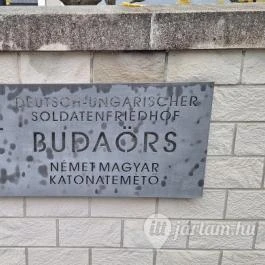 DEUTSCH-UNGARISCHER
SOLDATENFRIEDHOF
BUDAÖRS
NÉMET-MAGYAR
KATONATEMETŐ
itt jártam.hu